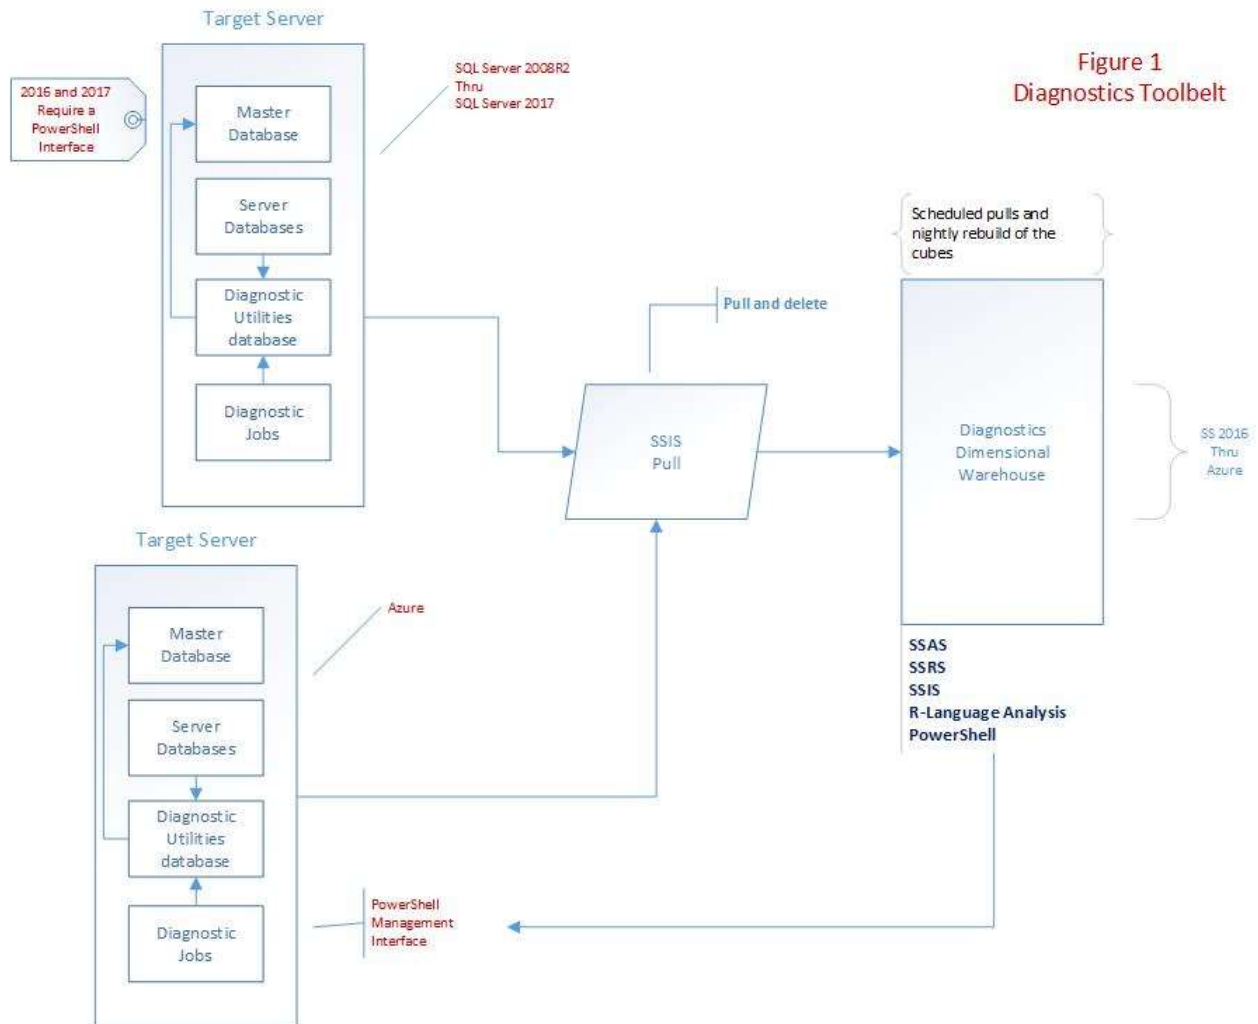 Target Server
Figure 1
Diagnostics Toolbelt
2016 and 2017
Require a
PowerShell
Interface
SQL Server 2008R2
Thru
SQL Server 2017
Master
Database
Server
Databases
Diagnostic
Utilities
database
Diagnostic
Jobs
Scheduled pulls and
nightly rebuild of the
cubes
Pull and delete
SSIS
Pull
Diagnostics
Dimensional
Warehouse
SS 2016
Thru
Azure
Target Server
Azure
Master
Database
Server
Databases
Diagnostic
Utilities
database
Diagnostic
Jobs
SSAS
SSRS
SSIS
R-Language Analysis
PowerShell
PowerShell
Management
Interface